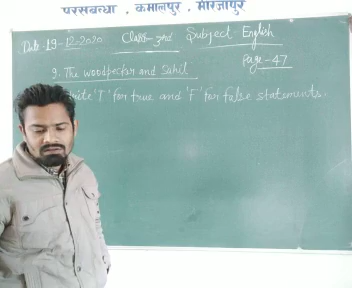 परसबन्धा . कमालपुर . मीरजापुर
Date-19-12-2020 Class-2nd Subject-English
Page-47
9. The woodpecker and Sahil
Write 'T' for true and 'F' for false statements.